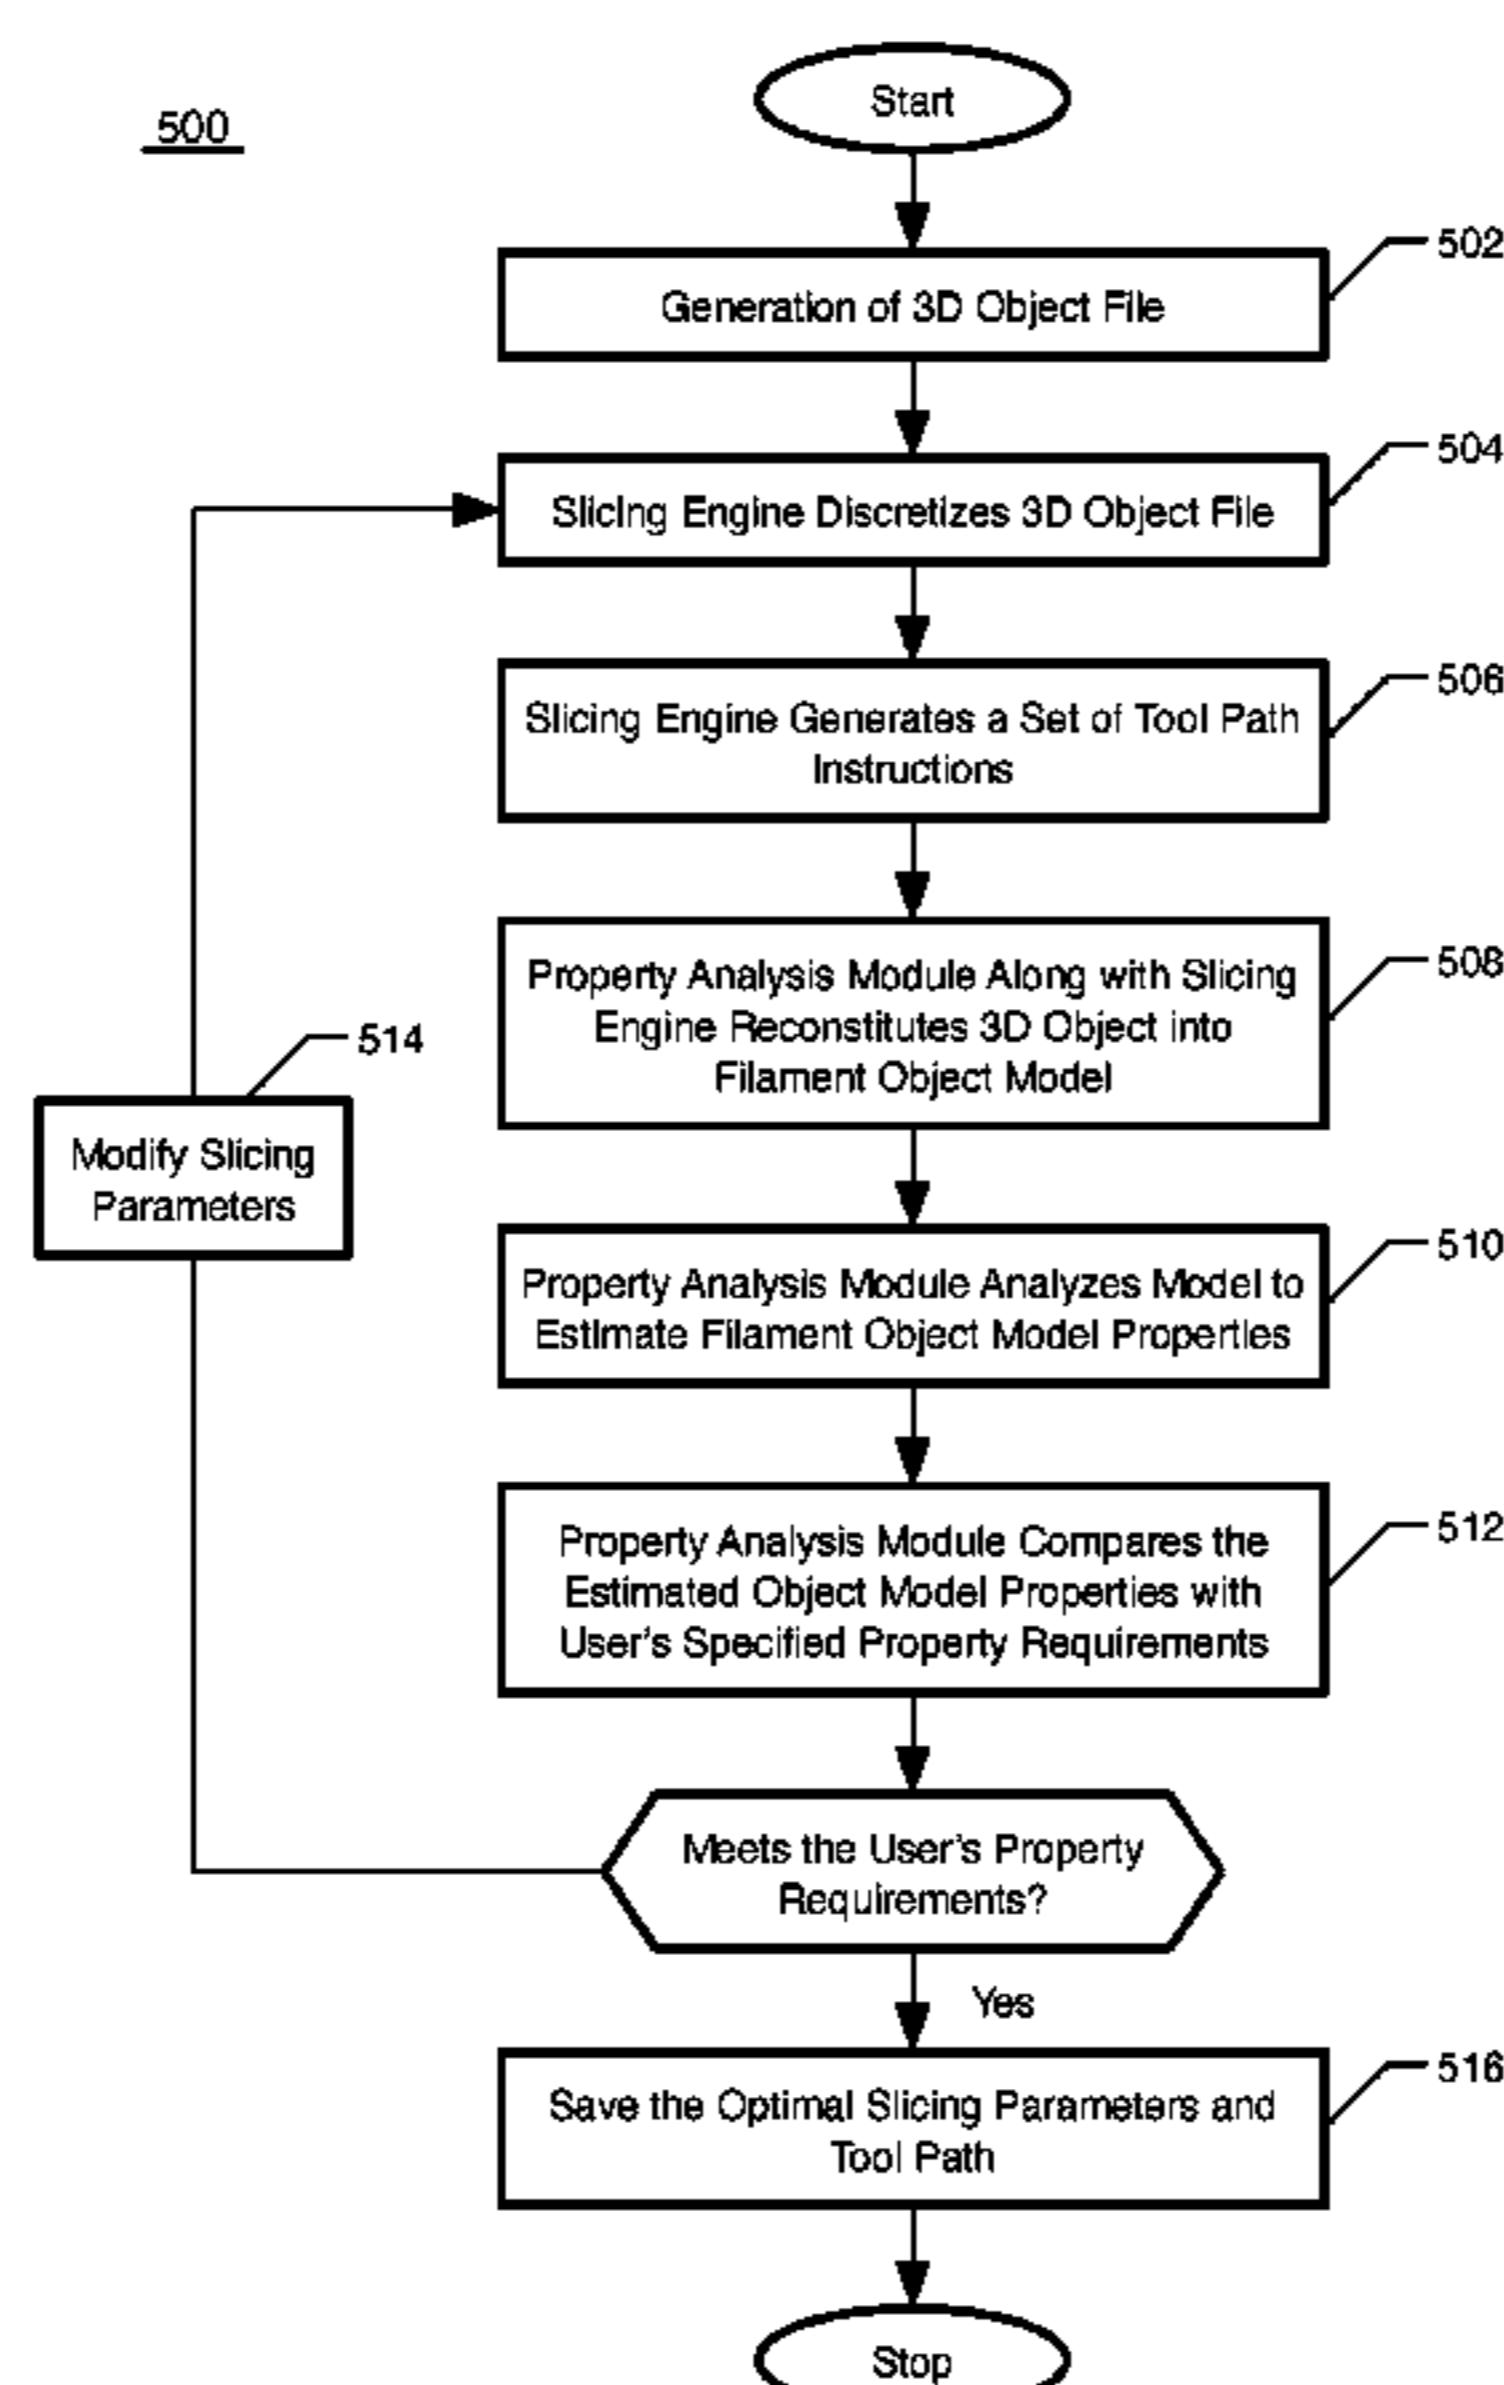 500
Start
502
Generation of 3D Object File
504
Slicing Engine Discretizes 3D Object File
506
Slicing Engine Generates a Set of Tool Path
Instructions
508
Property Analysis Module Along with Slicing
Engine Reconstitutes 3D Object into
Filament Object Model
514
Modify Slicing
Parameters
510
Property Analysis Module Analyzes Model to
Estimate Filament Object Model Properties
512
Property Analysis Module Compares the
Estimated Object Model Properties with
User's Specified Property Requirements
Meets the User's Property
Requirements?
Yes
516
Save the Optimal Slicing Parameters and
Tool Path
Stop